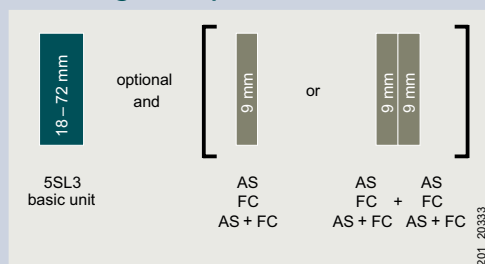 18 – 72 mm
optional
and
9 mm
or
9 mm
9 mm
5SL3
basic unit
AS
FC
AS + FC
AS AS
FC + FC
AS + FC AS + FC
201_20333